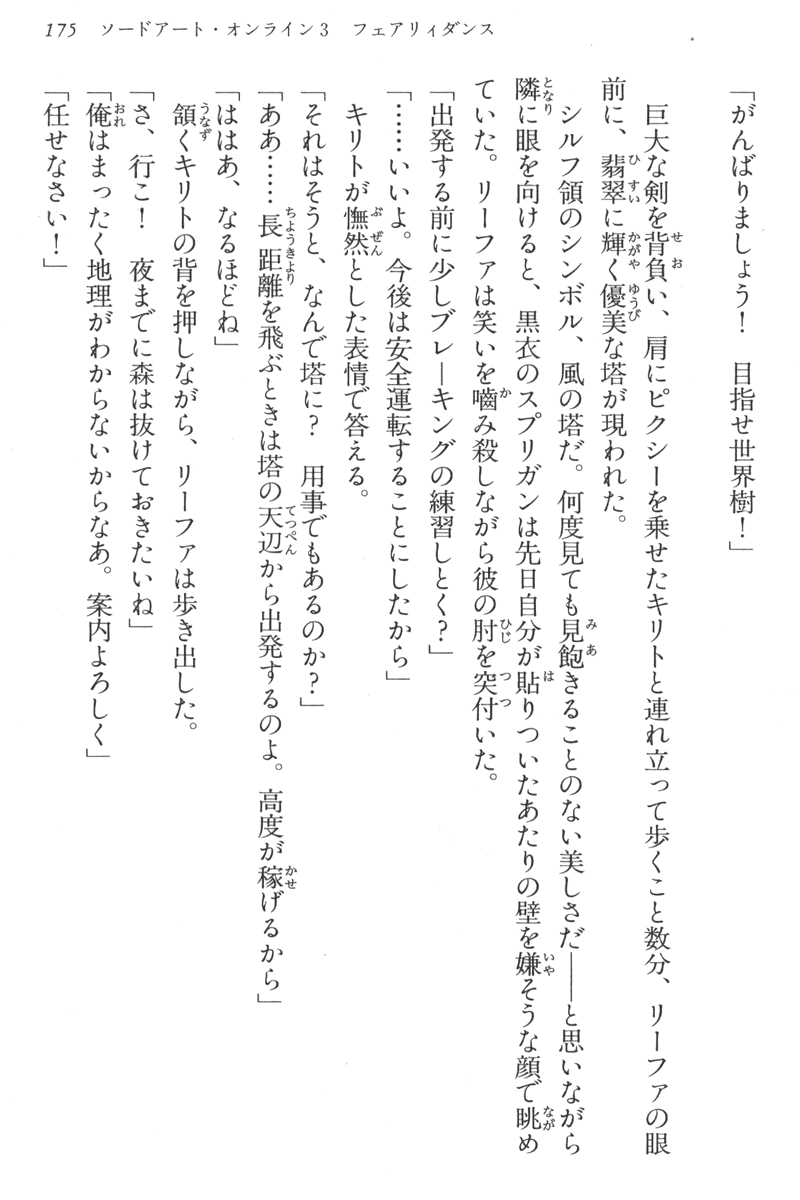 175 ソードアート・オンライン3 フェアリィダンス
「がんばりましょう！ 目指せ世界樹！」
巨大な剣を背負い、肩にピクシーを乗せたキリトと連れ立って歩くこと数分、リーファの眼
前に、翡翠に輝く優美な塔が現われた。
シルフ領のシンボル、風の塔だ。何度見ても見飽きることのない美しさだ――と思いながら
隣に眼を向けると、黒衣のスプリガンは先日自分が貼りついたあたりの壁を嫌そうな顔で眺め
ていた。リーファは笑いを嚙み殺しながら彼の肘を突付いた。
「出発する前に少しブレーキングの練習しとく？」
「……いいよ。今後は安全運転することにしたから」
キリトが憮然とした表情で答える。
「それはそうと、なんで塔に？ 用事でもあるのか？」
「ああ……長距離を飛ぶときは塔の天辺から出発するのよ。高度が稼げるから」
「ははあ、なるほどね」
頷くキリトの背を押しながら、リーファは歩き出した。
「さ、行こ！ 夜までに森は抜けておきたいね」
「俺はまったく地理がわからないからなあ。案内よろしく」
「任せなさい！」